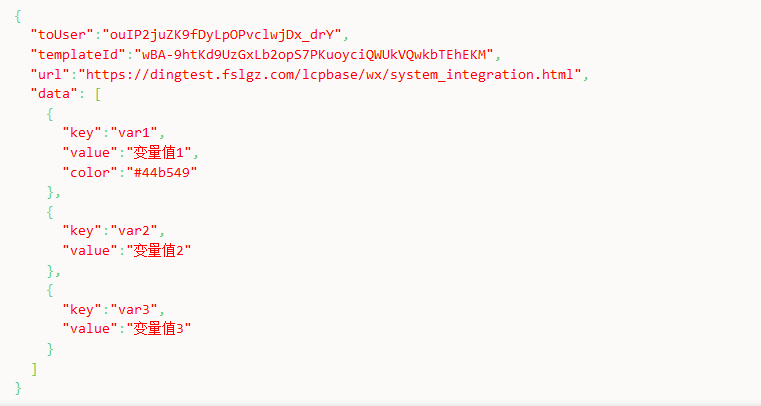 {
"toUser":"ouIP2juZK9fDyLpOPvclwjDx_drY",
"templateId":"wBA-9htKd9UzGxLb2opS7PKuoyciQWUkVQwkbTEhEKM",
"url":"https://dingtest.fslgz.com/lcpbase/wx/system_integration.html",
"data": [
{
"key":"var1",
"value":"变量值1",
"color":"#44b549"
},
{
"key":"var2",
"value":"变量值2"
},
{
"key":"var3",
"value":"变量值3"
}
]
}